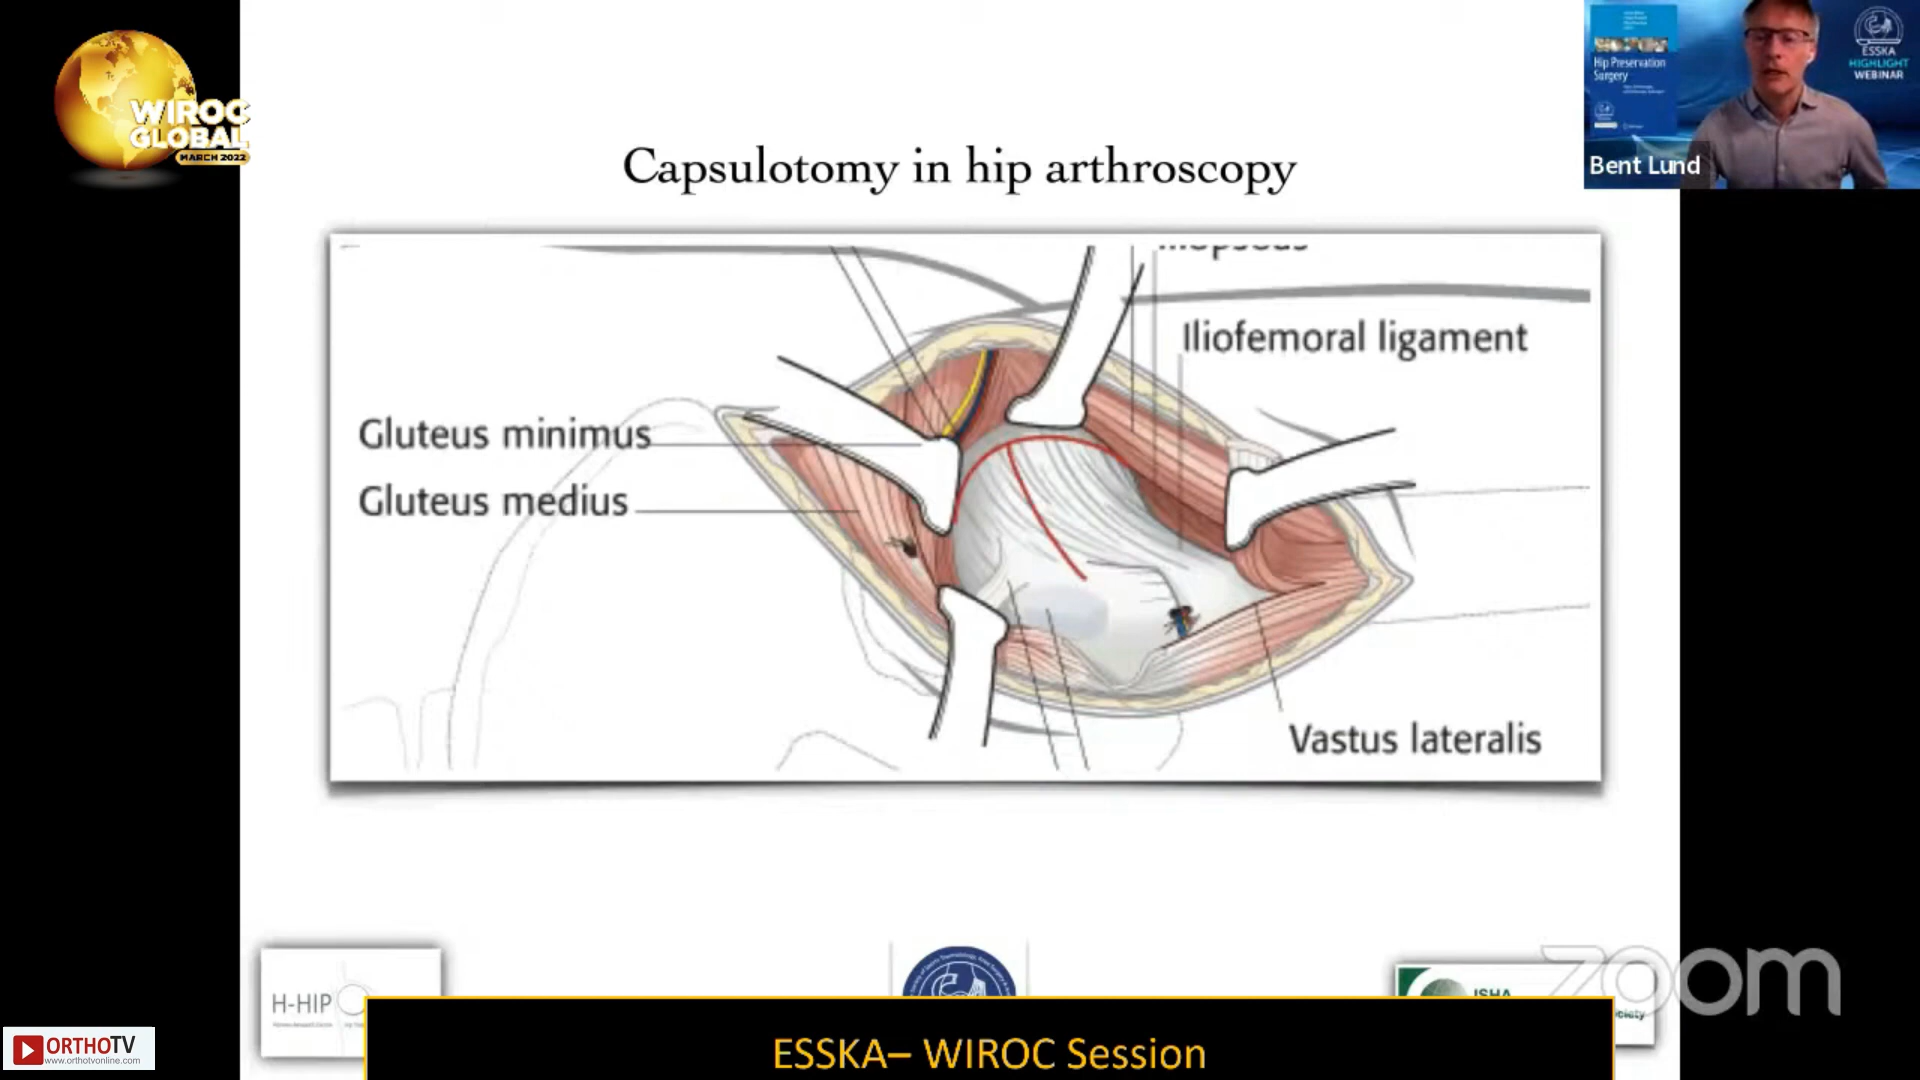 WIROC
GLOBAL
MARCH 2022
Capsulotomy in hip arthroscopy
Hip Preservation
Surgery
ESSKA
HIGHLIGHT
WEBINAR
Bent Lund
Iliofemoral ligament
Gluteus minimus
Gluteus medius
Vastus lateralis
H-HIP
ISHA
zoom
ORTHOTV
www.orthotvonline.com
ESSKA– WIROC Session